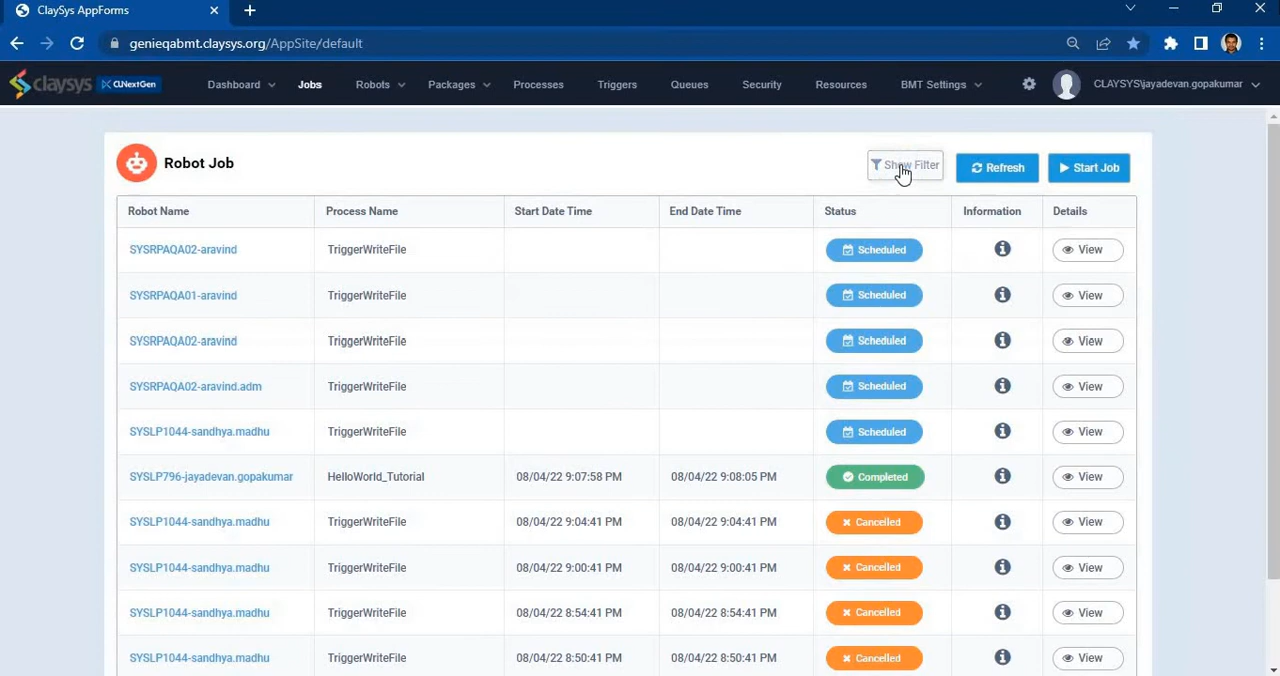 ClaySys AppForms
genieqabmt.claysys.org/AppSite/default
claysys CLNextGen Dashboard Jobs Robots Packages Processes Triggers Queues Security Resources BMT Settings CLAYSYS\jayadevan.gopakumar
Robot Job Show Filter Refresh Start Job
Robot Name Process Name Start Date Time End Date Time Status Information Details
SYSRPAQA02-aravind TriggerWriteFile Scheduled View
SYSRPAQA01-aravind TriggerWriteFile Scheduled View
SYSRPAQA02-aravind TriggerWriteFile Scheduled View
SYSRPAQA02-aravind.adm TriggerWriteFile Scheduled View
SYSLP1044-sandhya.madhu TriggerWriteFile Scheduled View
SYSLP796-jayadevan.gopakumar HelloWorld_Tutorial 08/04/22 9:07:58 PM 08/04/22 9:08:05 PM Completed View
SYSLP1044-sandhya.madhu TriggerWriteFile 08/04/22 9:04:41 PM 08/04/22 9:04:41 PM Cancelled View
SYSLP1044-sandhya.madhu TriggerWriteFile 08/04/22 9:00:41 PM 08/04/22 9:00:41 PM Cancelled View
SYSLP1044-sandhya.madhu TriggerWriteFile 08/04/22 8:54:41 PM 08/04/22 8:54:41 PM Cancelled View
SYSLP1044-sandhya.madhu TriggerWriteFile 08/04/22 8:50:41 PM 08/04/22 8:50:41 PM Cancelled View